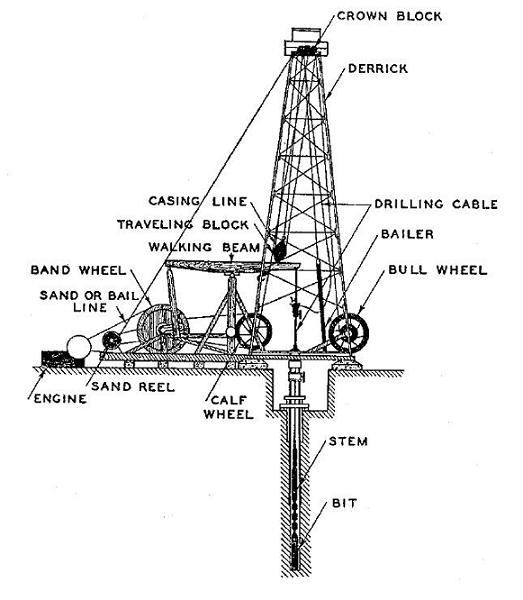 CROWN BLOCK
DERRICK
CASING LINE
DRILLING CABLE
TRAVELING BLOCK
BAILER
WALKING BEAM
BAND WHEEL
BULL WHEEL
SAND OR BAIL
LINE
SAND REEL
ENGINE
CALF
WHEEL
STEM
BIT